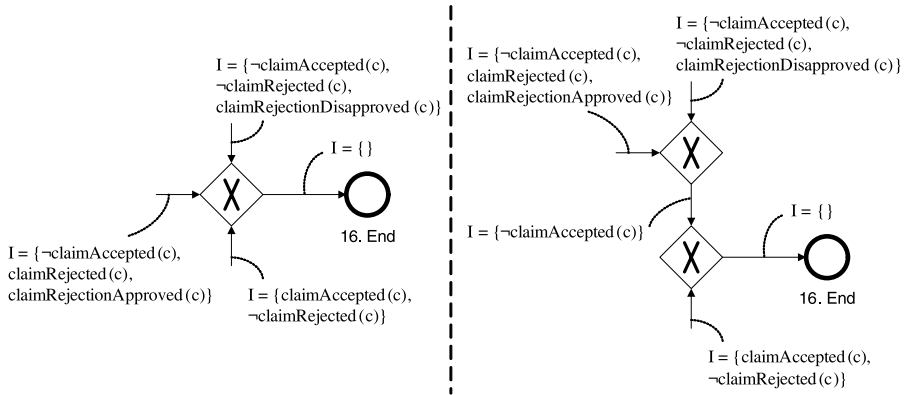 I = {¬claimAccepted(c),
¬claimRejected(c),
claimRejectionDisapproved(c)}
I = {}
X
16. End
I = {¬claimAccepted(c),
claimRejected(c),
claimRejectionApproved(c)}
I = {claimAccepted(c),
¬claimRejected(c)}
I = {¬claimAccepted(c),
¬claimRejected(c),
claimRejectionDisapproved(c)}
I = {¬claimAccepted(c),
claimRejected(c),
claimRejectionApproved(c)}
X
I = {¬claimAccepted(c)}
I = {}
X
16. End
I = {claimAccepted(c),
¬claimRejected(c)}